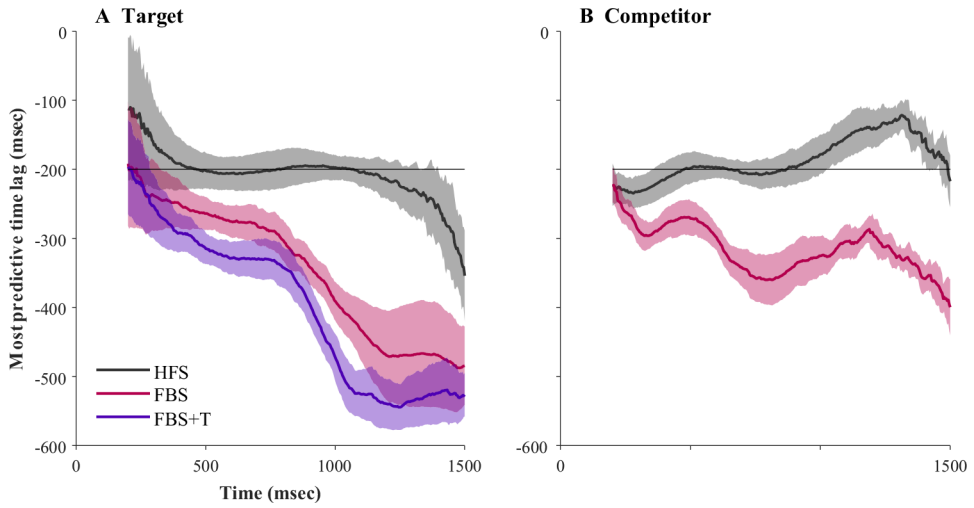 A Target
B Competitor
Most predictive time lag (msec)
-0
-100
-200
-300
-400
-500
-600
HFS
FBS
FBS+T
0
500
1000
1500
Time (msec)
0
-600
0
1500